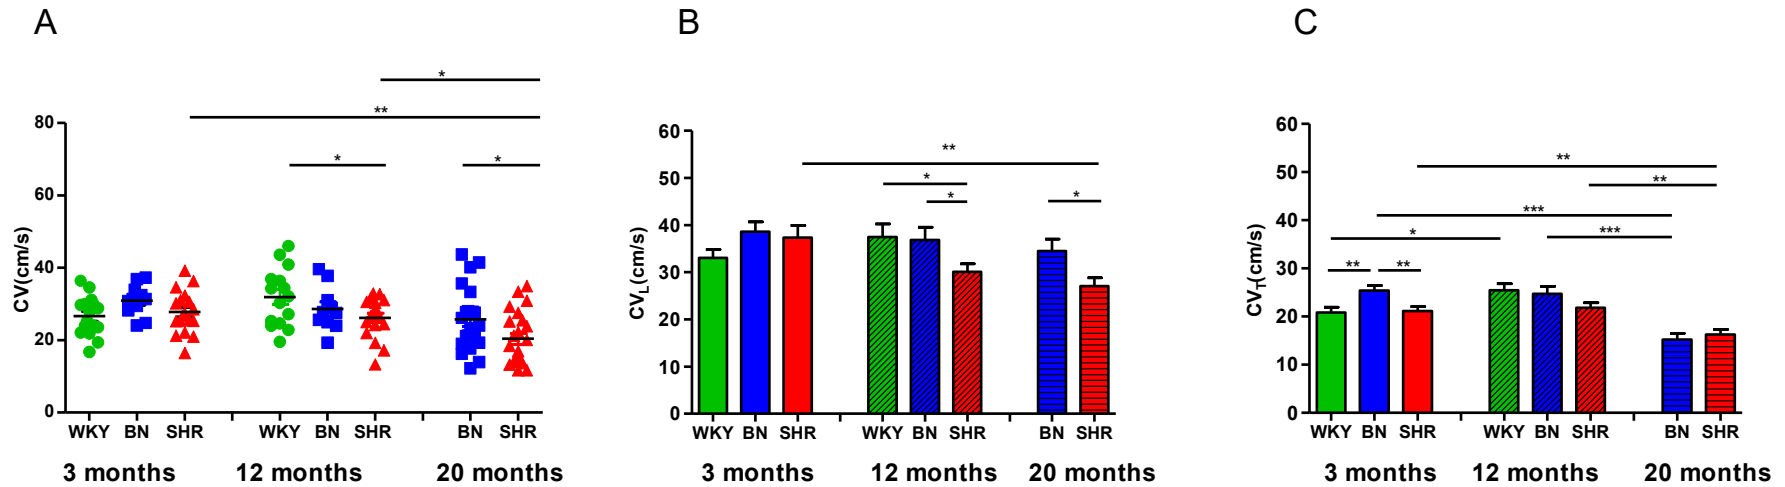 A
B
C
*
**
*
*
80
60
40
20
0
CV(cm/s)
WKY BN SHR WKY BN SHR BN SHR
3 months 12 months 20 months
**
*
*
*
60
50
40
30
20
10
0
CVL(cm/s)
WKY BN SHR WKY BN SHR BN SHR
3 months 12 months 20 months
**
**
***
***
*
**
**
60
50
40
30
20
10
0
CVT(cm/s)
WKY BN SHR WKY BN SHR BN SHR
3 months 12 months 20 months